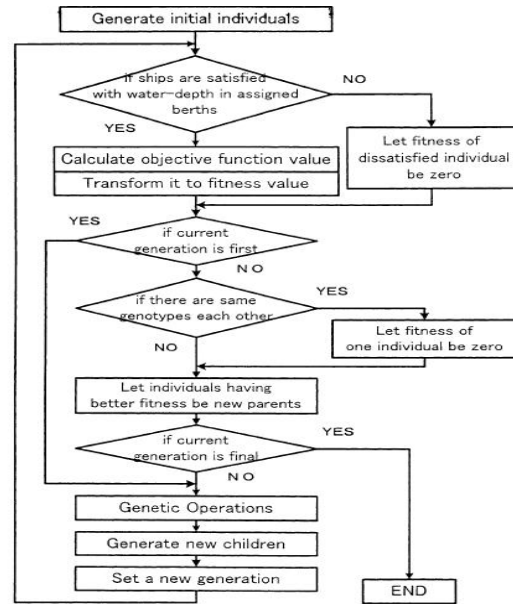 Generate initial individuals
if ships are satisfied
with water-depth in assigned
berths
NO
YES
Calculate objective function value
Transform it to fitness value
Let fitness of
dissatisfied individual
be zero
YES
if current
generation is first
NO
if there are same
genotypes each other
YES
Let fitness of
one individual be zero
NO
Let individuals having
better fitness be new parents
if current
generation is final
YES
NO
Genetic Operations
Generate new children
Set a new generation
END